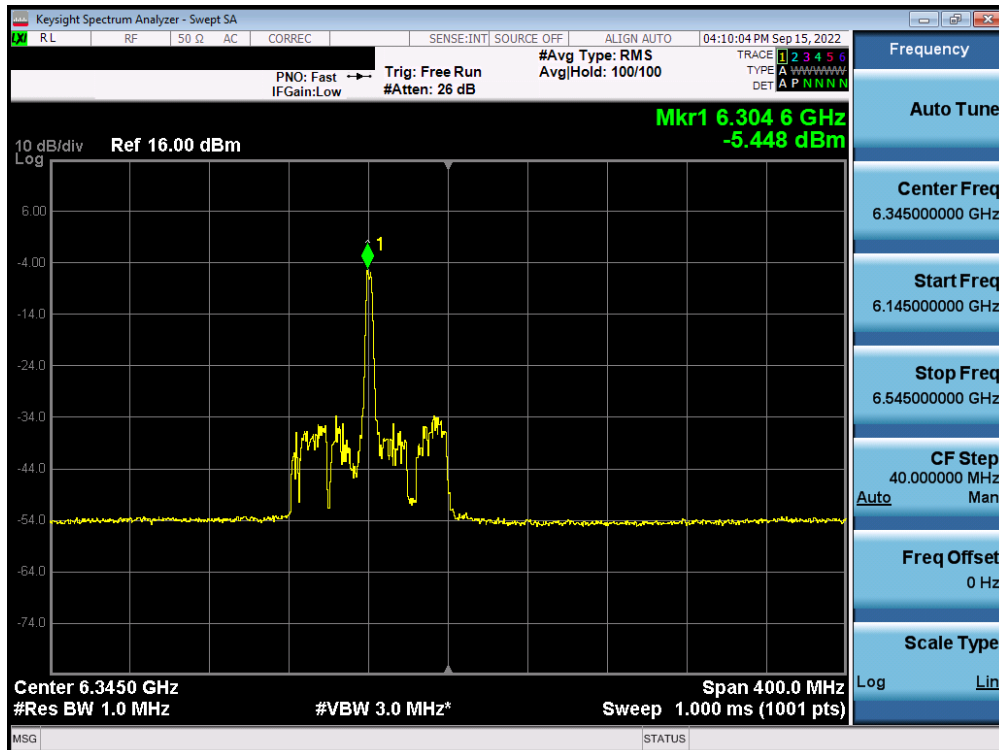 Keysight Spectrum Analyzer - Swept SA
LXI RL RF 50 Ω AC CORREC SENSE:INT SOURCE OFF ALIGN AUTO 04:10:04 PM Sep 15, 2022
PNO: Fast
IFGain:Low
Trig: Free Run
#Atten: 26 dB
#Avg Type: RMS
Avg|Hold: 100/100
TRACE 1 2 3 4 5 6
TYPE A WWWWW
DET A P N N N N
Mkr1 6.304 6 GHz
-5.448 dBm
10 dB/div Ref 16.00 dBm
Log
6.00
1
-4.00
-14.0
-24.0
-34.0
-44.0
-54.0
-64.0
-74.0
Center 6.3450 GHz Span 400.0 MHz
#Res BW 1.0 MHz #VBW 3.0 MHz* Sweep 1.000 ms (1001 pts)
MSG STATUS
Frequency
Auto Tune
Center Freq
6.345000000 GHz
Start Freq
6.145000000 GHz
Stop Freq
6.545000000 GHz
CF Step
40.000000 MHz
Auto Man
Freq Offset
0 Hz
Scale Type
Log Lin